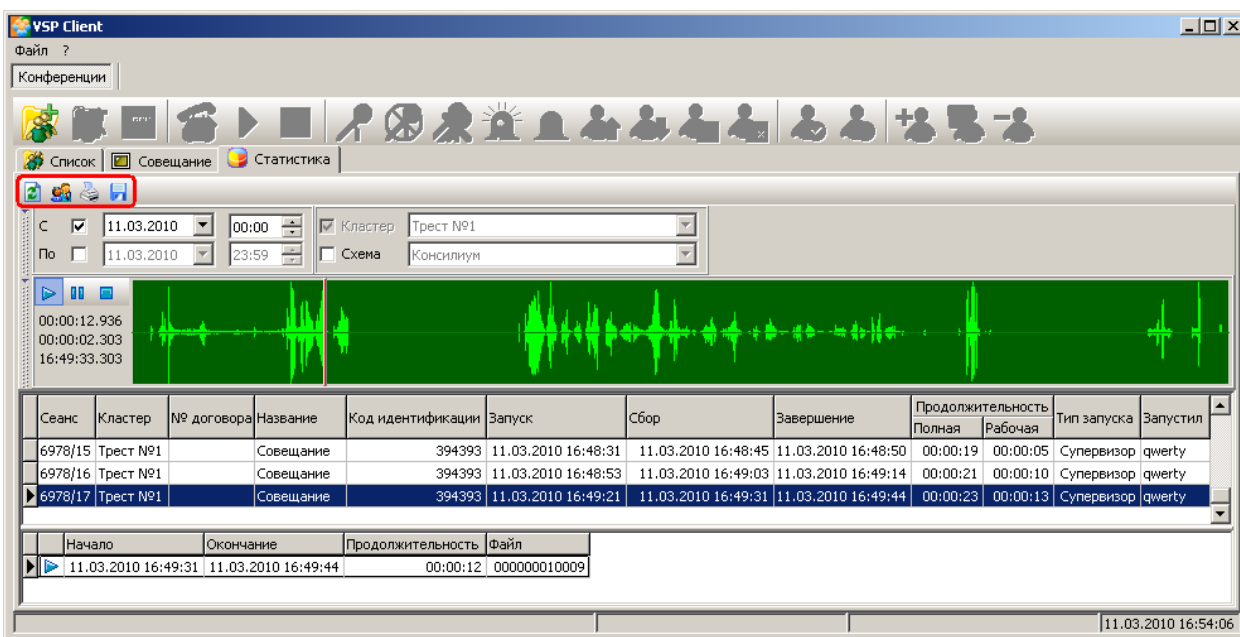 VSP Client
Файл ?
Конференции
Список Совещание Статистика
С 11.03.2010 00:00 Кластер Трест №1
По 11.03.2010 23:59 Схема Консилиум
00:00:12.936
00:00:02.303
16:49:33.303
Сеанс Кластер № договора Название Код идентификации Запуск Сбор Завершение Продолжительность Тип запуска Запустил
Полная Рабочая
6978/15 Трест №1 Совещание 394393 11.03.2010 16:48:31 11.03.2010 16:48:45 11.03.2010 16:48:50 00:00:19 00:00:05 Супервизор qwerty
6978/16 Трест №1 Совещание 394393 11.03.2010 16:48:53 11.03.2010 16:49:03 11.03.2010 16:49:14 00:00:21 00:00:10 Супервизор qwerty
6978/17 Трест №1 Совещание 394393 11.03.2010 16:49:21 11.03.2010 16:49:31 11.03.2010 16:49:44 00:00:23 00:00:13 Супервизор qwerty
Начало Окончание Продолжительность Файл
11.03.2010 16:49:31 11.03.2010 16:49:44 00:00:12 000000010009
11.03.2010 16:54:06